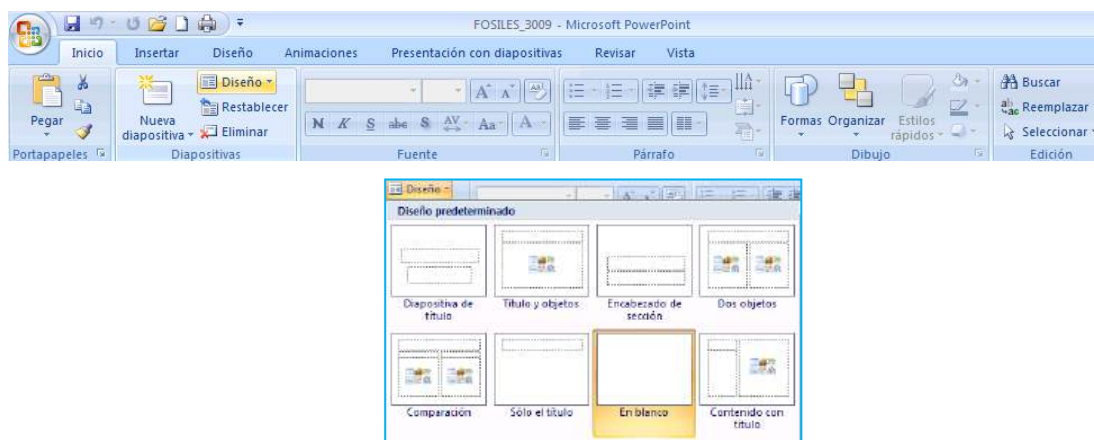 FOSILES_3009 - Microsoft PowerPoint
Inicio Insertar Diseño Animaciones Presentación con diapositivas Revisar Vista
Pegar
Portapapeles
Nueva diapositiva
Diseño
Restablecer
Eliminar
Diapositivas
N K S abc S AV Aa A
Fuente
Párrafo
Formas Organizar Estilos rápidos
Dibujo
Buscar
Reemplazar
Seleccionar
Edición
Diseño
Diseño predeterminado
Diapositiva de título
Título y objetos
Encabezado de sección
Dos objetos
Comparación
Sólo el título
En blanco
Contenido con título